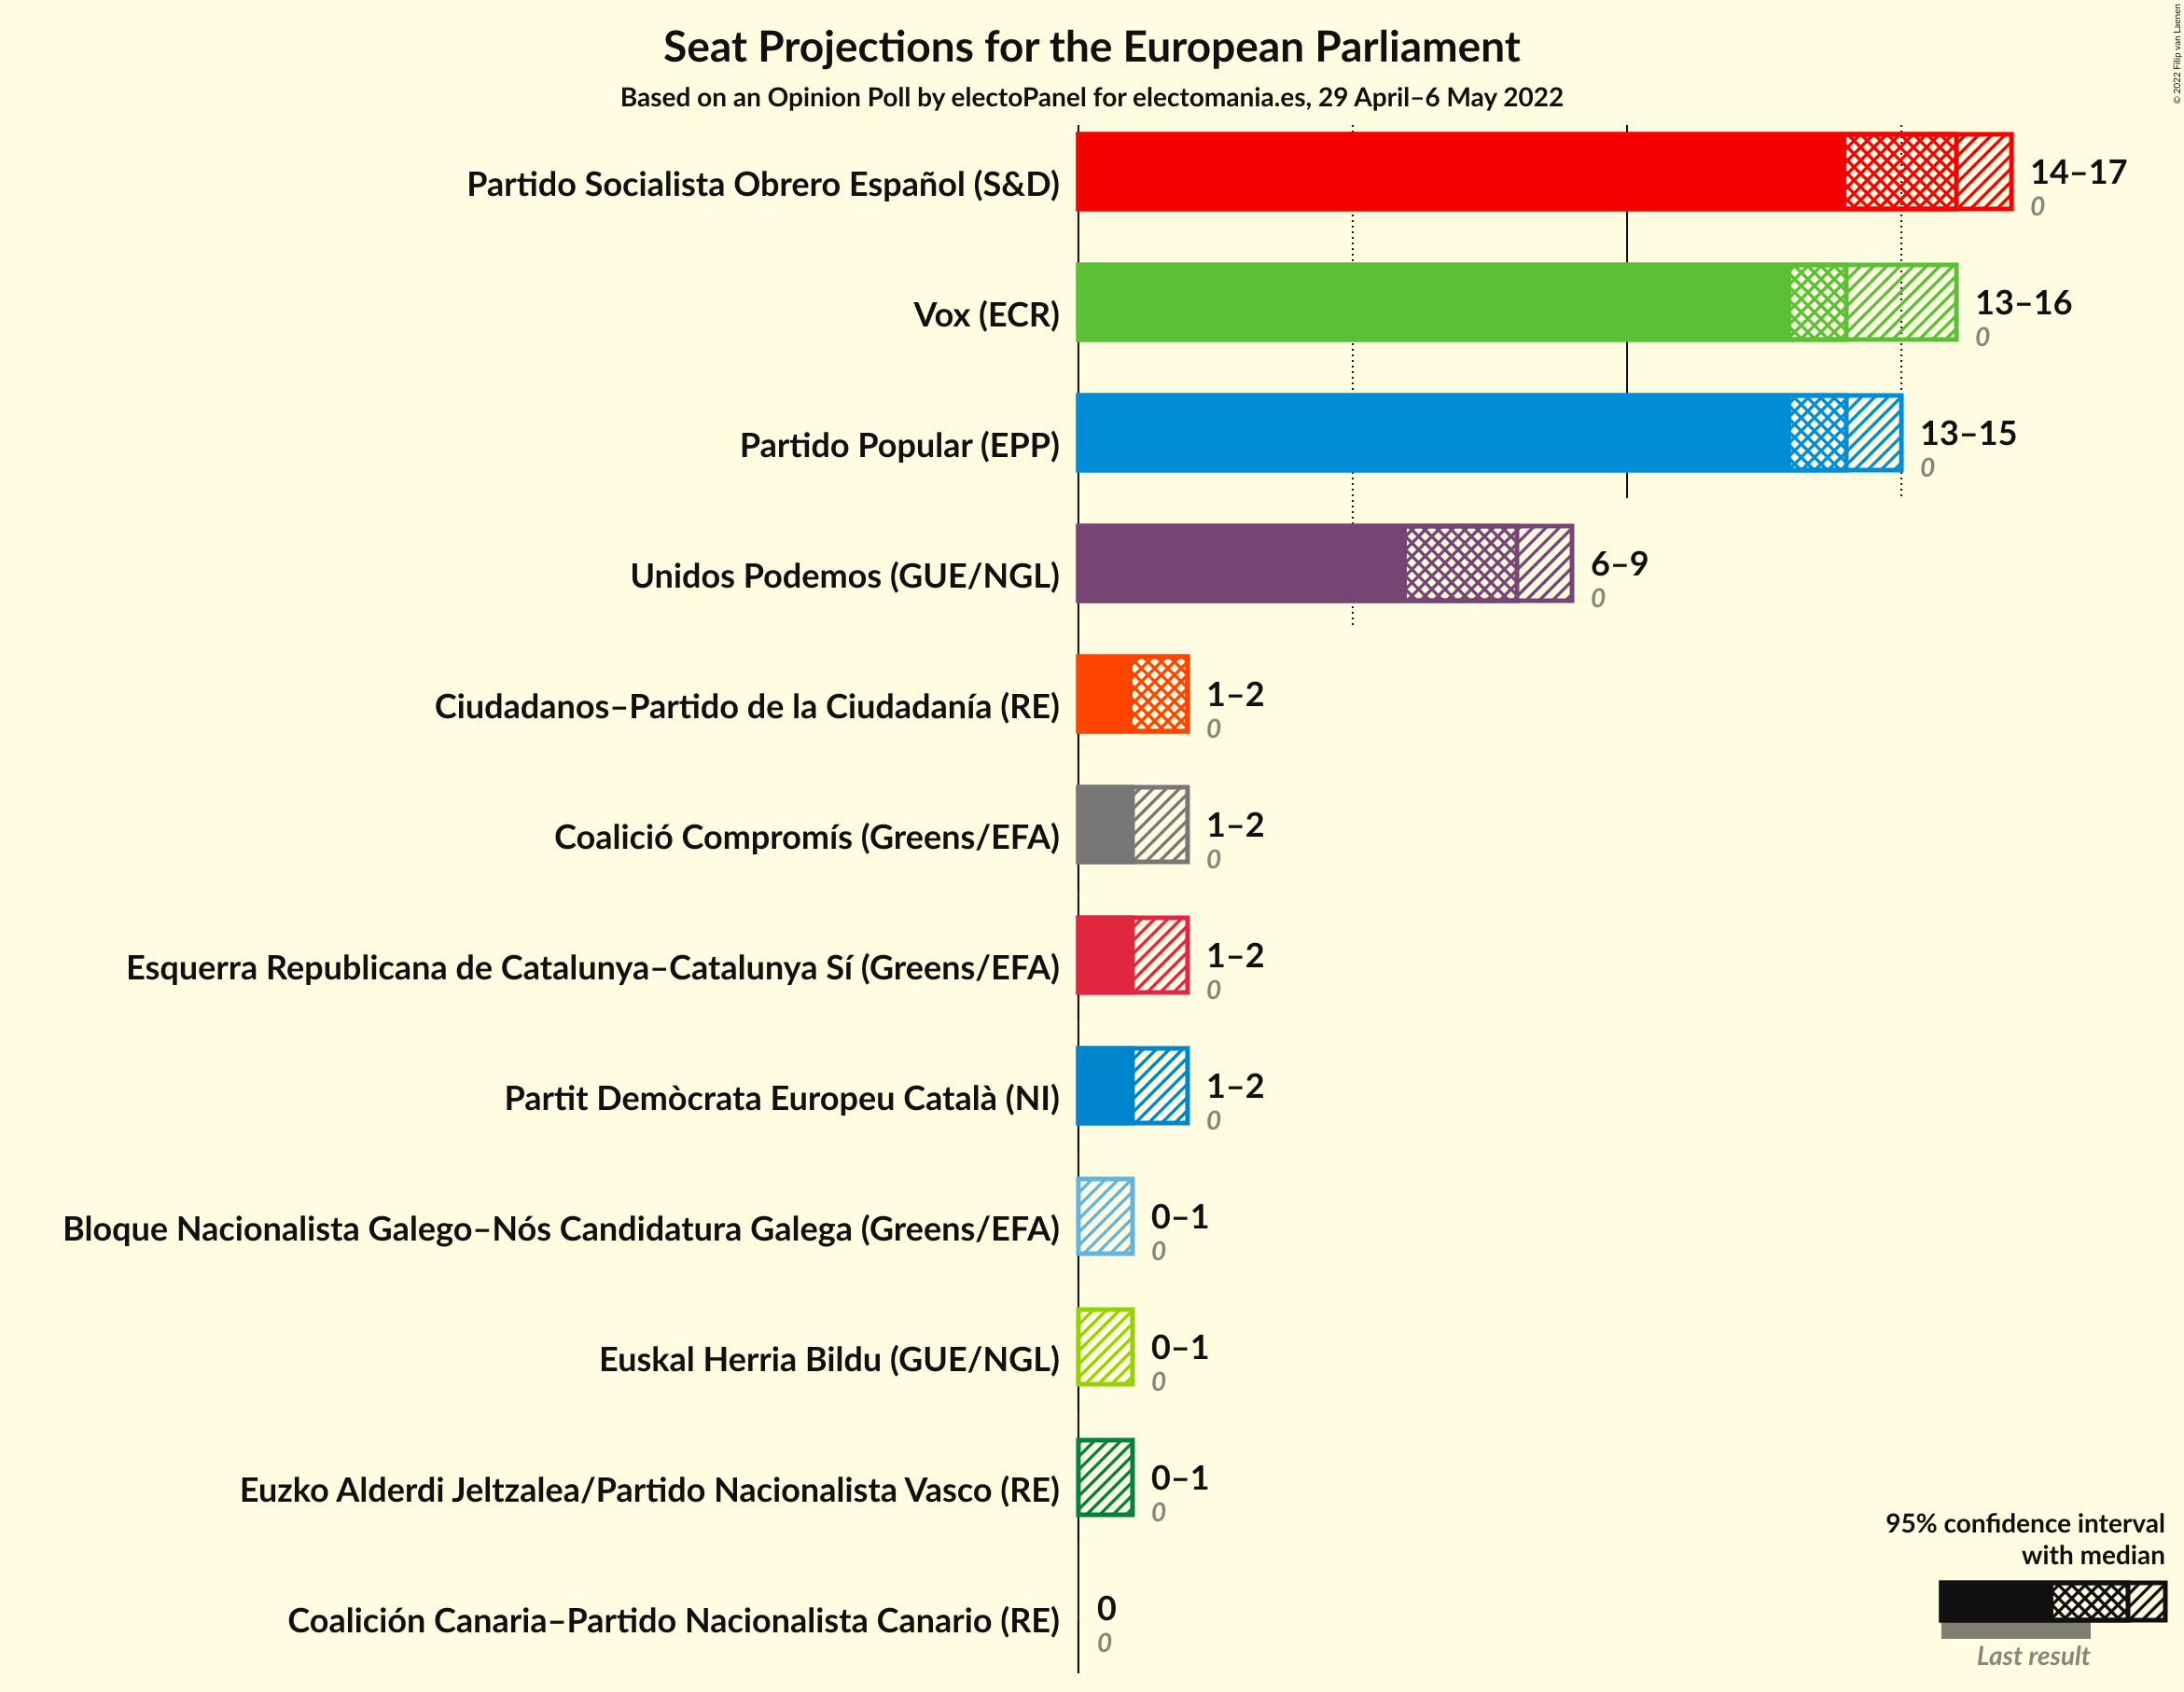 Seat Projections for the European Parliament
Based on an Opinion Poll by electoPanel for electomania.es, 29 April–6 May 2022
© 2022 Filip van Laenen
Partido Socialista Obrero Español (S&D)
14–17
0
Vox (ECR)
13–16
0
Partido Popular (EPP)
13–15
0
Unidos Podemos (GUE/NGL)
6–9
0
Ciudadanos–Partido de la Ciudadanía (RE)
1–2
0
Coalició Compromís (Greens/EFA)
1–2
0
Esquerra Republicana de Catalunya–Catalunya Sí (Greens/EFA)
1–2
0
Partit Demòcrata Europeu Català (NI)
1–2
0
Bloque Nacionalista Galego–Nós Candidatura Galega (Greens/EFA)
0–1
0
Euskal Herria Bildu (GUE/NGL)
0–1
0
Euzko Alderdi Jeltzalea/Partido Nacionalista Vasco (RE)
0–1
0
Coalición Canaria–Partido Nacionalista Canario (RE)
0
0
95% confidence interval
with median
Last result